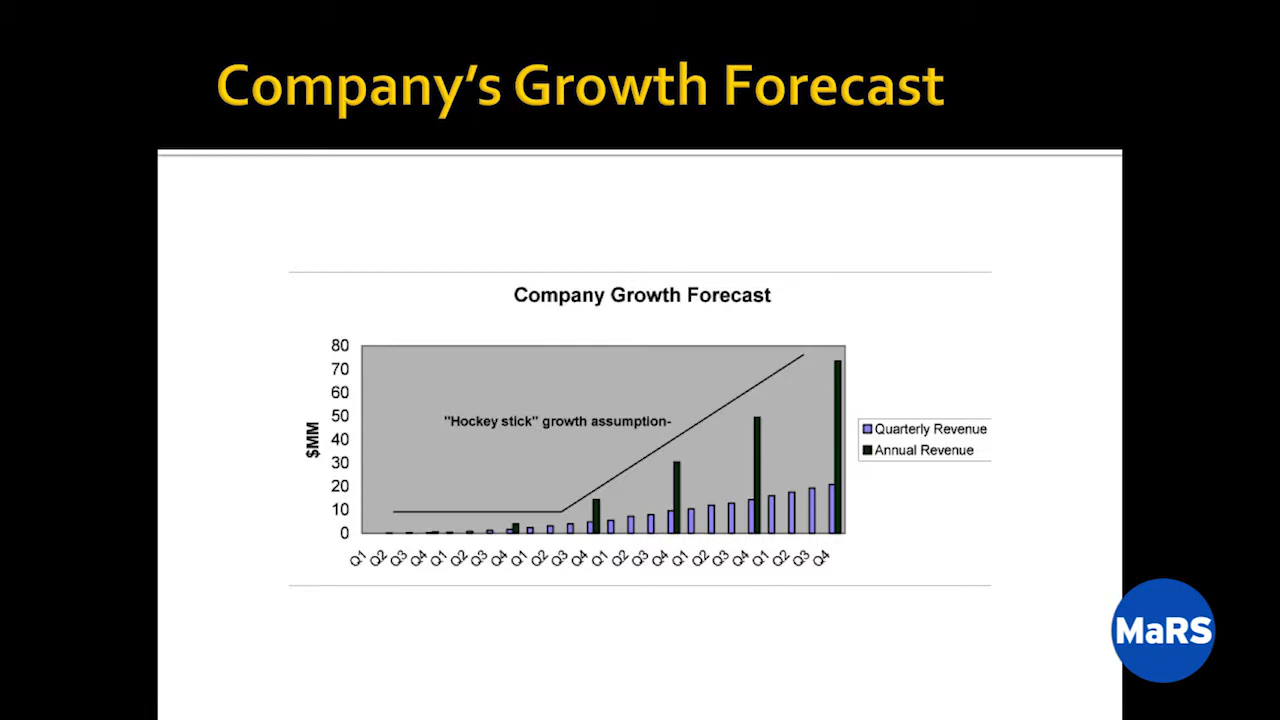 Company's Growth Forecast
Company Growth Forecast
80
70
60
50
40
30
20
10
0
$MM
"Hockey stick" growth assumption-
Quarterly Revenue
Annual Revenue
Q1 Q2 Q3 Q4 Q1 Q2 Q3 Q4 Q1 Q2 Q3 Q4 Q1 Q2 Q3 Q4 Q1 Q2 Q3 Q4 Q1 Q2 Q3 Q4
MaRS